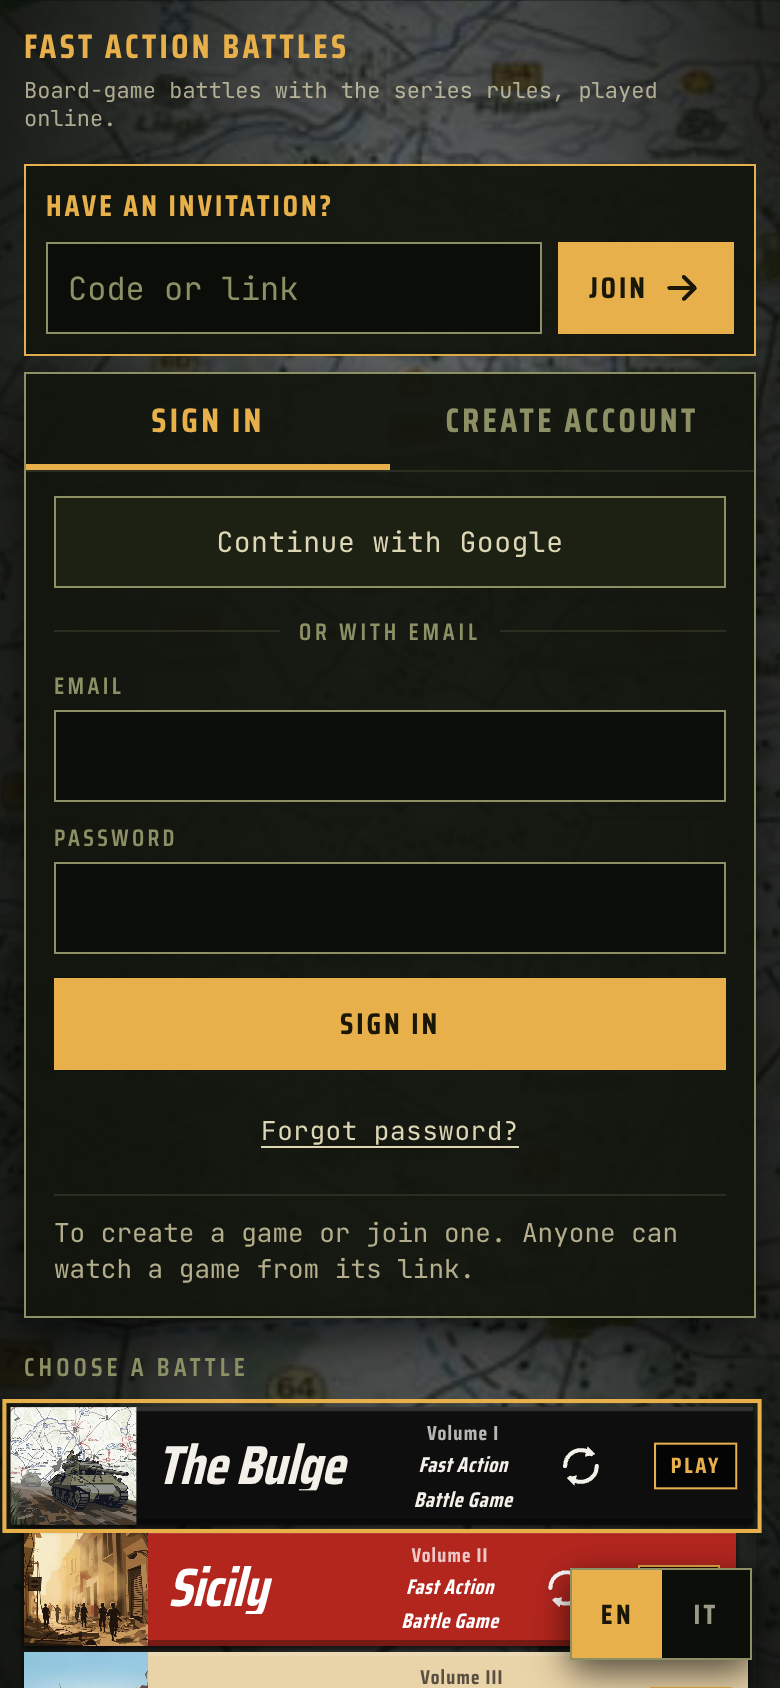 FAST ACTION BATTLES
Board-game battles with the series rules, played
online.
HAVE AN INVITATION?
Code or link
JOIN
SIGN IN
CREATE ACCOUNT
Continue with Google
OR WITH EMAIL
EMAIL
PASSWORD
SIGN IN
Forgot password?
To create a game or join one. Anyone can
watch a game from its link.
CHOOSE A BATTLE
64
The Bulge
Volume I
Fast Action
Battle Game
PLAY
Sicily
Volume II
Fast Action
Battle Game
EN
IT
Volume III